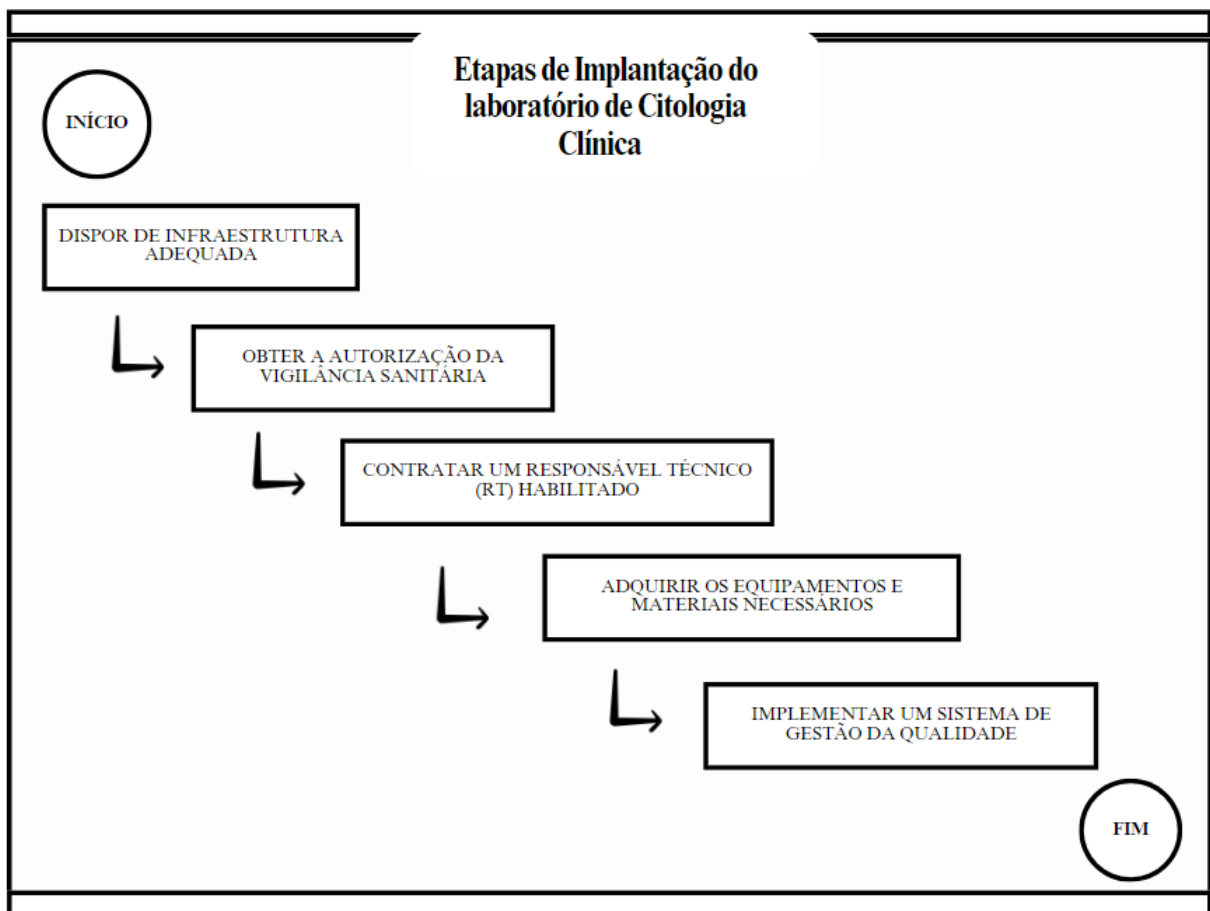 Etapas de Implantação do
laboratório de Citologia
Clínica
INÍCIO
DISPOR DE INFRAESTRUTURA
ADEQUADA
OBTER A AUTORIZAÇÃO DA
VIGILÂNCIA SANITÁRIA
CONTRATAR UM RESPONSÁVEL TÉCNICO
(RT) HABILITADO
ADQUIRIR OS EQUIPAMENTOS E
MATERIAIS NECESSÁRIOS
IMPLEMENTAR UM SISTEMA DE
GESTÃO DA QUALIDADE
FIM